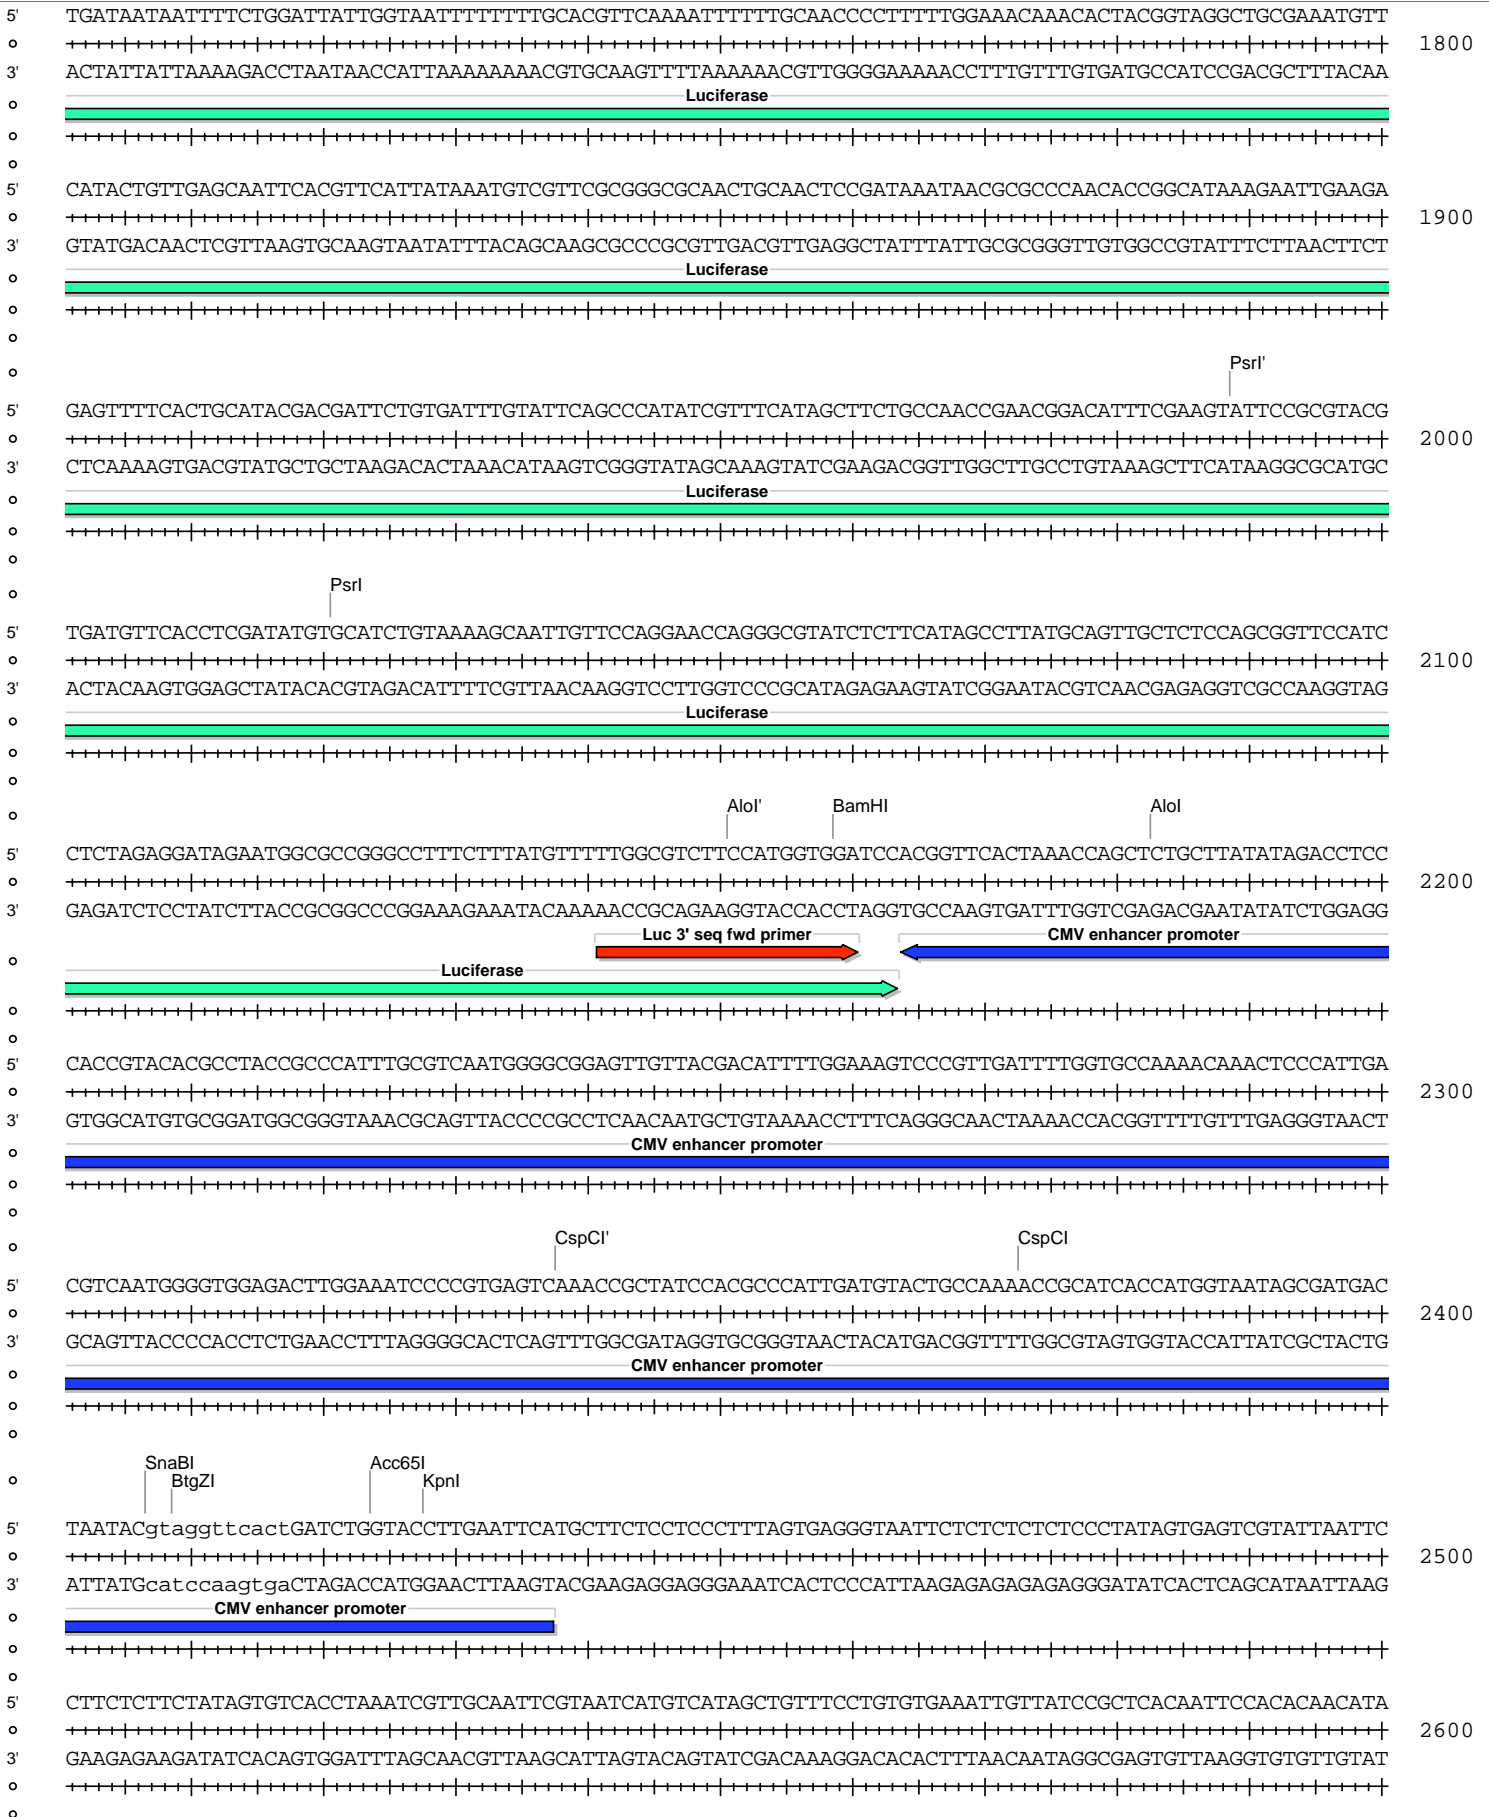 5' TGATAATAATTTTCTGGATTATTGGTAATTTTTTTTGCACGTTCAAAATTTTTTGCAACCCCTTTTTGGAAACAAACACTACGGTAGGCTGCGAAATGTT
1800
3' ACTATTATTAAAAGACCTAATAACCATTAAAAAAAACGTGCAAGTTTTAAAAAACGTTGGGGAAAAACCTTTGTTTGTGATGCCATCCGACGCTTTACAA
Luciferase
5' CATACTGTTGAGCAATTCACGTTCATTATAAATGTCGTTCGCGGGCGCAACTGCAACTCCGATAAATAACGCGCCCAACACCGGCATAAAGAATTGAAGA
1900
3' GTATGACAACTCGTTAAGTGCAAGTAATATTTACAGCAAGCGCCCGCGTTGACGTTGAGGCTATTTATTGCGCGGGTTGTGGCCGTATTTCTTAACTTCT
Luciferase
PsrI'
5' GAGTTTTCACTGCATACGACGATTCTGTGATTTGTATTCAGCCCATATCGTTTCATAGCTTCTGCCAACCGAACGGACATTTCGAAGTATTCCGCGTACG
2000
3' CTCAAAAGTGACGTATGCTGCTAAGACACTAAACATAAGTCGGGTATAGCAAAGTATCGAAGACGGTTGGCTTGCCTGTAAAGCTTCATAAGGCGCATGC
Luciferase
PsrI
5' TGATGTTCACCTCGATATGTGCATCTGTAAAAGCAATTGTTCCAGGAACCAGGGCGTATCTCTTCATAGCCTTATGCAGTTGCTCTCCAGCGGTTCCATC
2100
3' ACTACAAGTGGAGCTATACACGTAGACATTTTCGTTAACAAGGTCCTTGGTCCCGCATAGAGAAGTATCGGAATACGTCAACGAGAGGTCGCCAAGGTAG
Luciferase
AloI' BamHI AloI
5' CTCTAGAGGATAGAATGGCGCCGGGCCTTTCTTTATGTTTTTGGCGTCTTCCATGGTGGATCCACGGTTCACTAAACCAGCTCTGCTTATATAGACCTCC
2200
3' GAGATCTCCTATCTTACCGCGGCCCGGAAAGAAATACAAAAACCGCAGAAGGTACCACCTAGGTGCCAAGTGATTTGGTCGAGACGAATATATCTGGAGG
Luc 3' seq fwd primer CMV enhancer promoter
Luciferase
5' CACCGTACACGCCTACCGCCCATTTGCGTCAATGGGGCGGAGTTGTTACGACATTTTGGAAAGTCCCGTTGATTTTGGTGCCAAAACAAACTCCCATTGA
2300
3' GTGGCATGTGCGGATGGCGGGTAAACGCAGTTACCCCGCCTCAACAATGCTGTAAAACCTTTCAGGGCAACTAAAACCACGGTTTTGTTTGAGGGTAACT
CMV enhancer promoter
CspCI' CspCI
5' CGTCAATGGGGTGGAGACTTGGAAATCCCCGTGAGTCAAACCGCTATCCACGCCCATTGATGTACTGCCAAAACCGCATCACCATGGTAATAGCGATGAC
2400
3' GCAGTTACCCCACCTCTGAACCTTTAGGGGCACTCAGTTTGGCGATAGGTGCGGGTAACTACATGACGGTTTTGGCGTAGTGGTACCATTATCGCTACTG
CMV enhancer promoter
SnaBI Acc65I
BtgZI KpnI
5' TAATACgtaggttcactGATCTGGTACCTTGAATTCATGCTTCTCCTCCCTTTAGTGAGGGTAATTCTCTCTCTCTCCCTATAGTGAGTCGTATTAATTC
2500
3' ATTATGcatccaagtgaCTAGACCATGGAACTTAAGTACGAAGAGGAGGGAAATCACTCCCATTAAGAGAGAGAGAGGGATATCACTCAGCATAATTAAG
CMV enhancer promoter
5' CTTCTCTTCTATAGTGTCACCTAAATCGTTGCAATTCGTAATCATGTCATAGCTGTTTCCTGTGTGAAATTGTTATCCGCTCACAATTCCACACAACATA
2600
3' GAAGAGAAGATATCACAGTGGATTTAGCAACGTTAAGCATTAGTACAGTATCGACAAAGGACACACTTTAACAATAGGCGAGTGTTAAGGTGTGTTGTAT